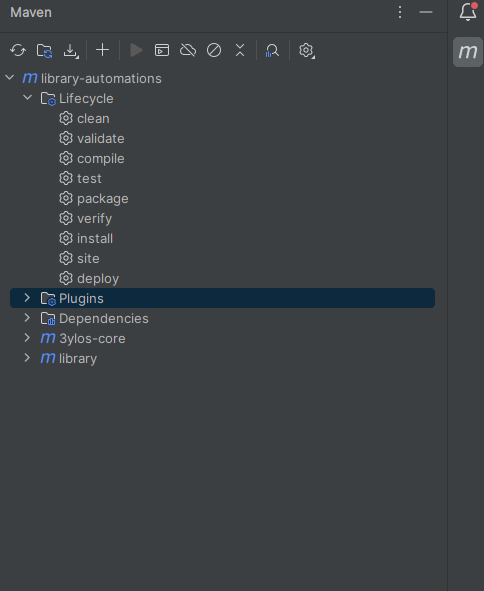 Maven
m library-automations
Lifecycle
clean
validate
compile
test
package
verify
install
site
deploy
Plugins
Dependencies
m 3ylos-core
m library
m